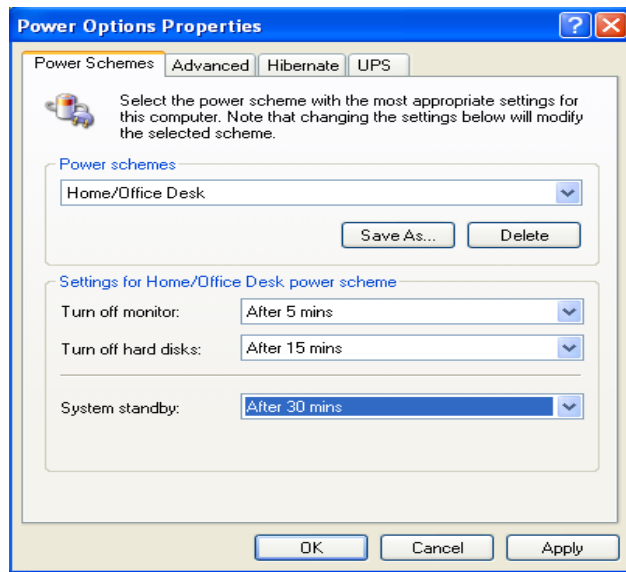 Power Options Properties
Power Schemes Advanced Hibernate UPS
Select the power scheme with the most appropriate settings for
this computer. Note that changing the settings below will modify
the selected scheme.
Power schemes
Home/Office Desk
Save As... Delete
Settings for Home/Office Desk power scheme
Turn off monitor: After 5 mins
Turn off hard disks: After 15 mins
System standby: After 30 mins
OK Cancel Apply